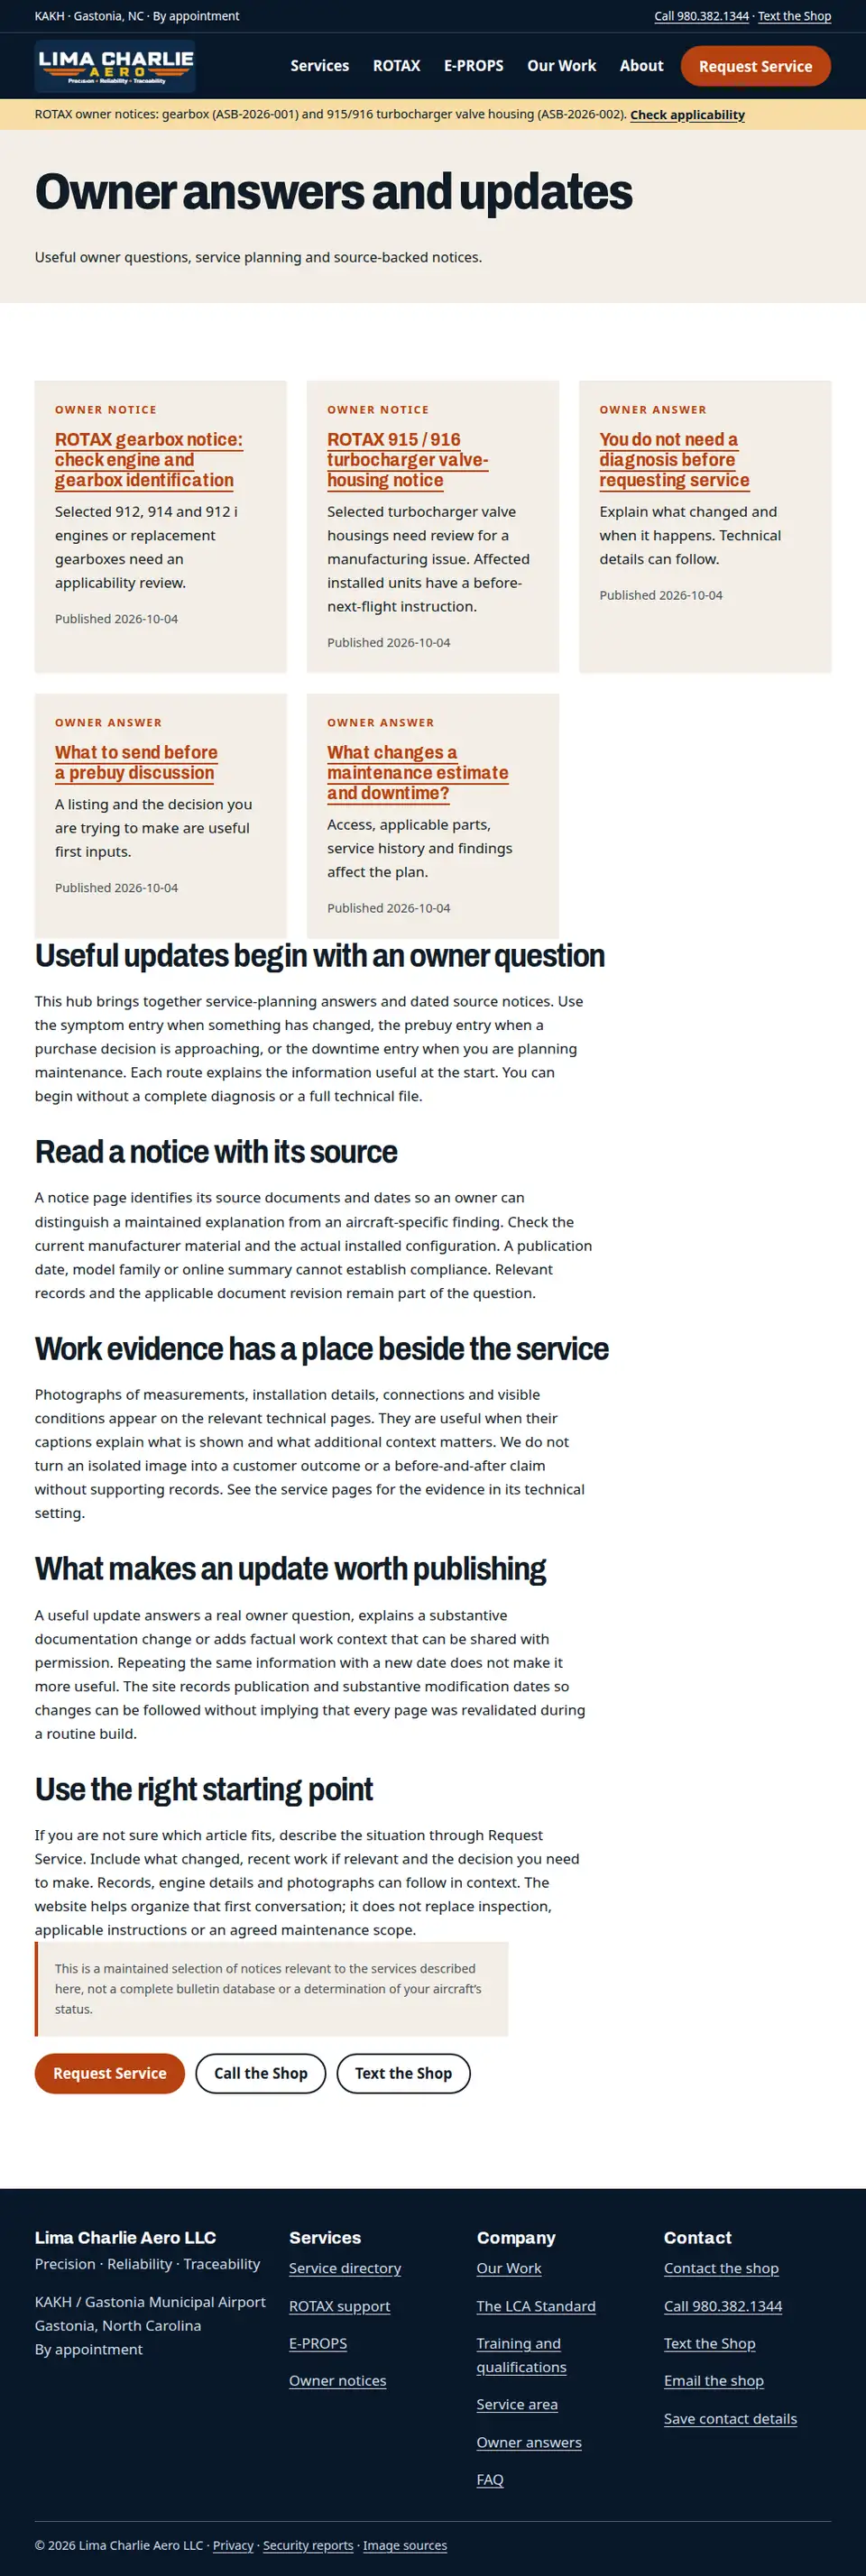 KAKH · Gastonia, NC · By appointment
Call 980.382.1344 · Text the Shop
LIMA CHARLIE
AERO
Precision · Reliability · Traceability
Services ROTAX E-PROPS Our Work About Request Service
ROTAX owner notices: gearbox (ASB-2026-001) and 915/916 turbocharger valve housing (ASB-2026-002). Check applicability
Owner answers and updates
Useful owner questions, service planning and source-backed notices.
OWNER NOTICE
ROTAX gearbox notice:
check engine and
gearbox identification
Selected 912, 914 and 912 i
engines or replacement
gearboxes need an
applicability review.
Published 2026-10-04
OWNER NOTICE
ROTAX 915 / 916
turbocharger valve-
housing notice
Selected turbocharger valve
housings need review for a
manufacturing issue. Affected
installed units have a before-
next-flight instruction.
Published 2026-10-04
OWNER ANSWER
You do not need a
diagnosis before
requesting service
Explain what changed and
when it happens. Technical
details can follow.
Published 2026-10-04
OWNER ANSWER
What to send before
a prebuy discussion
A listing and the decision you
are trying to make are useful
first inputs.
Published 2026-10-04
OWNER ANSWER
What changes a
maintenance estimate
and downtime?
Access, applicable parts,
service history and findings
affect the plan.
Published 2026-10-04
Useful updates begin with an owner question
This hub brings together service-planning answers and dated source notices. Use
the symptom entry when something has changed, the prebuy entry when a
purchase decision is approaching, or the downtime entry when you are planning
maintenance. Each route explains the information useful at the start. You can
begin without a complete diagnosis or a full technical file.
Read a notice with its source
A notice page identifies its source documents and dates so an owner can
distinguish a maintained explanation from an aircraft-specific finding. Check the
current manufacturer material and the actual installed configuration. A publication
date, model family or online summary cannot establish compliance. Relevant
records and the applicable document revision remain part of the question.
Work evidence has a place beside the service
Photographs of measurements, installation details, connections and visible
conditions appear on the relevant technical pages. They are useful when their
captions explain what is shown and what additional context matters. We do not
turn an isolated image into a customer outcome or a before-and-after claim
without supporting records. See the service pages for the evidence in its technical
setting.
What makes an update worth publishing
A useful update answers a real owner question, explains a substantive
documentation change or adds factual work context that can be shared with
permission. Repeating the same information with a new date does not make it
more useful. The site records publication and substantive modification dates so
changes can be followed without implying that every page was revalidated during
a routine build.
Use the right starting point
If you are not sure which article fits, describe the situation through Request
Service. Include what changed, recent work if relevant and the decision you need
to make. Records, engine details and photographs can follow in context. The
website helps organize that first conversation; it does not replace inspection,
applicable instructions or an agreed maintenance scope.
This is a maintained selection of notices relevant to the services described
here, not a complete bulletin database or a determination of your aircraft’s
status.
Request Service Call the Shop Text the Shop
Lima Charlie Aero LLC
Precision · Reliability · Traceability
KAKH / Gastonia Municipal Airport
Gastonia, North Carolina
By appointment
Services
Service directory
ROTAX support
E-PROPS
Owner notices
Company
Our Work
The LCA Standard
Training and
qualifications
Service area
Owner answers
FAQ
Contact
Contact the shop
Call 980.382.1344
Text the Shop
Email the shop
Save contact details
© 2026 Lima Charlie Aero LLC · Privacy · Security reports · Image sources